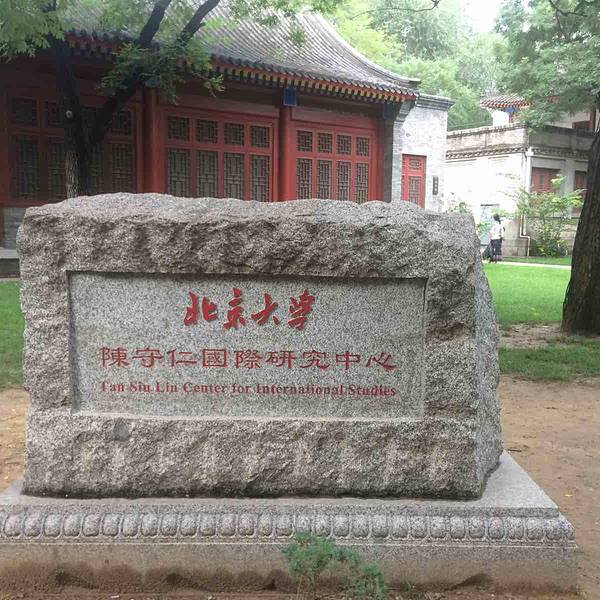 北京大学
陳守仁國際研究中心
Tan Siu Lin Center for International Studies